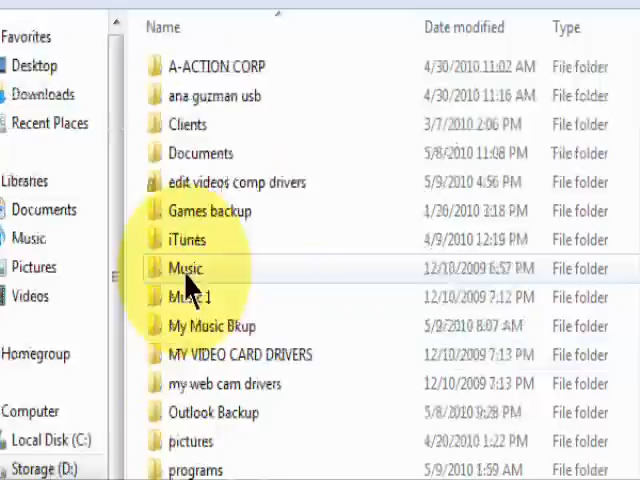 Name Date modified Type
Favorites
Desktop
Downloads
Recent Places
Libraries
Documents
Music
Pictures
Videos
Homegroup
Computer
Local Disk (C:)
Storage (D:)
A-ACTION CORP 4/30/2010 11:02 AM File folder
ana guzman usb 4/30/2010 11:16 AM File folder
Clients 3/7/2010 2:06 PM File folder
Documents 5/8/2010 11:08 PM File folder
edit videos comp drivers 5/9/2010 4:56 PM File folder
Games backup 1/26/2010 3:18 PM File folder
iTunes 4/9/2010 12:19 PM File folder
Music 12/10/2009 6:57 PM File folder
Music 1 12/10/2009 7:12 PM File folder
My Music Bkup 5/9/2010 8:07 AM File folder
MY VIDEO CARD DRIVERS 12/10/2009 7:13 PM File folder
my web cam drivers 12/10/2009 7:13 PM File folder
Outlook Backup 5/8/2010 9:28 PM File folder
pictures 4/20/2010 1:22 PM File folder
programs 5/9/2010 1:59 AM File folder